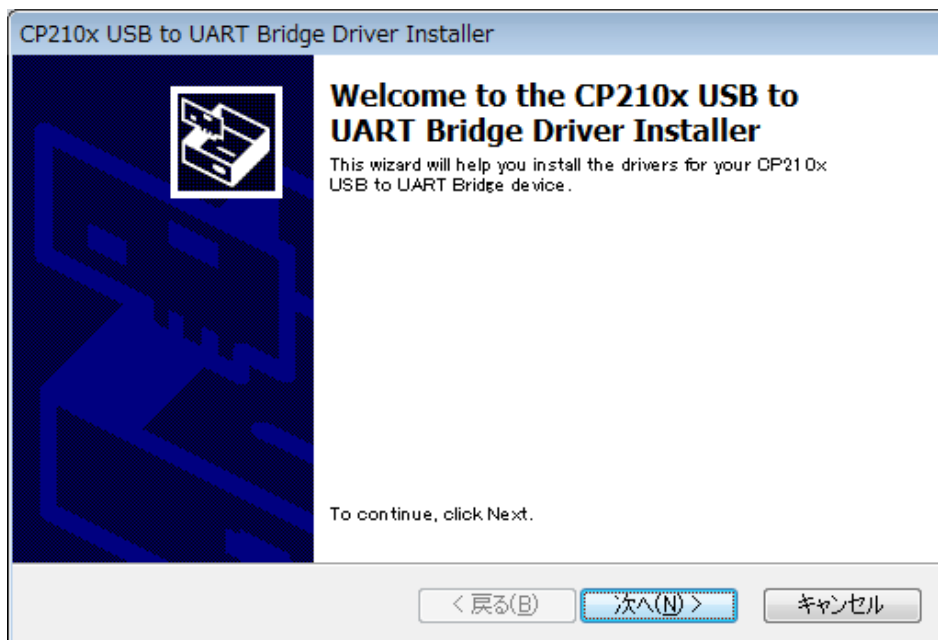 CP210x USB to UART Bridge Driver Installer
Welcome to the CP210x USB to
UART Bridge Driver Installer
This wizard will help you install the drivers for your CP210x
USB to UART Bridge device.
To continue, click Next.
< 戻る(B)
次へ(N) >
キャンセル